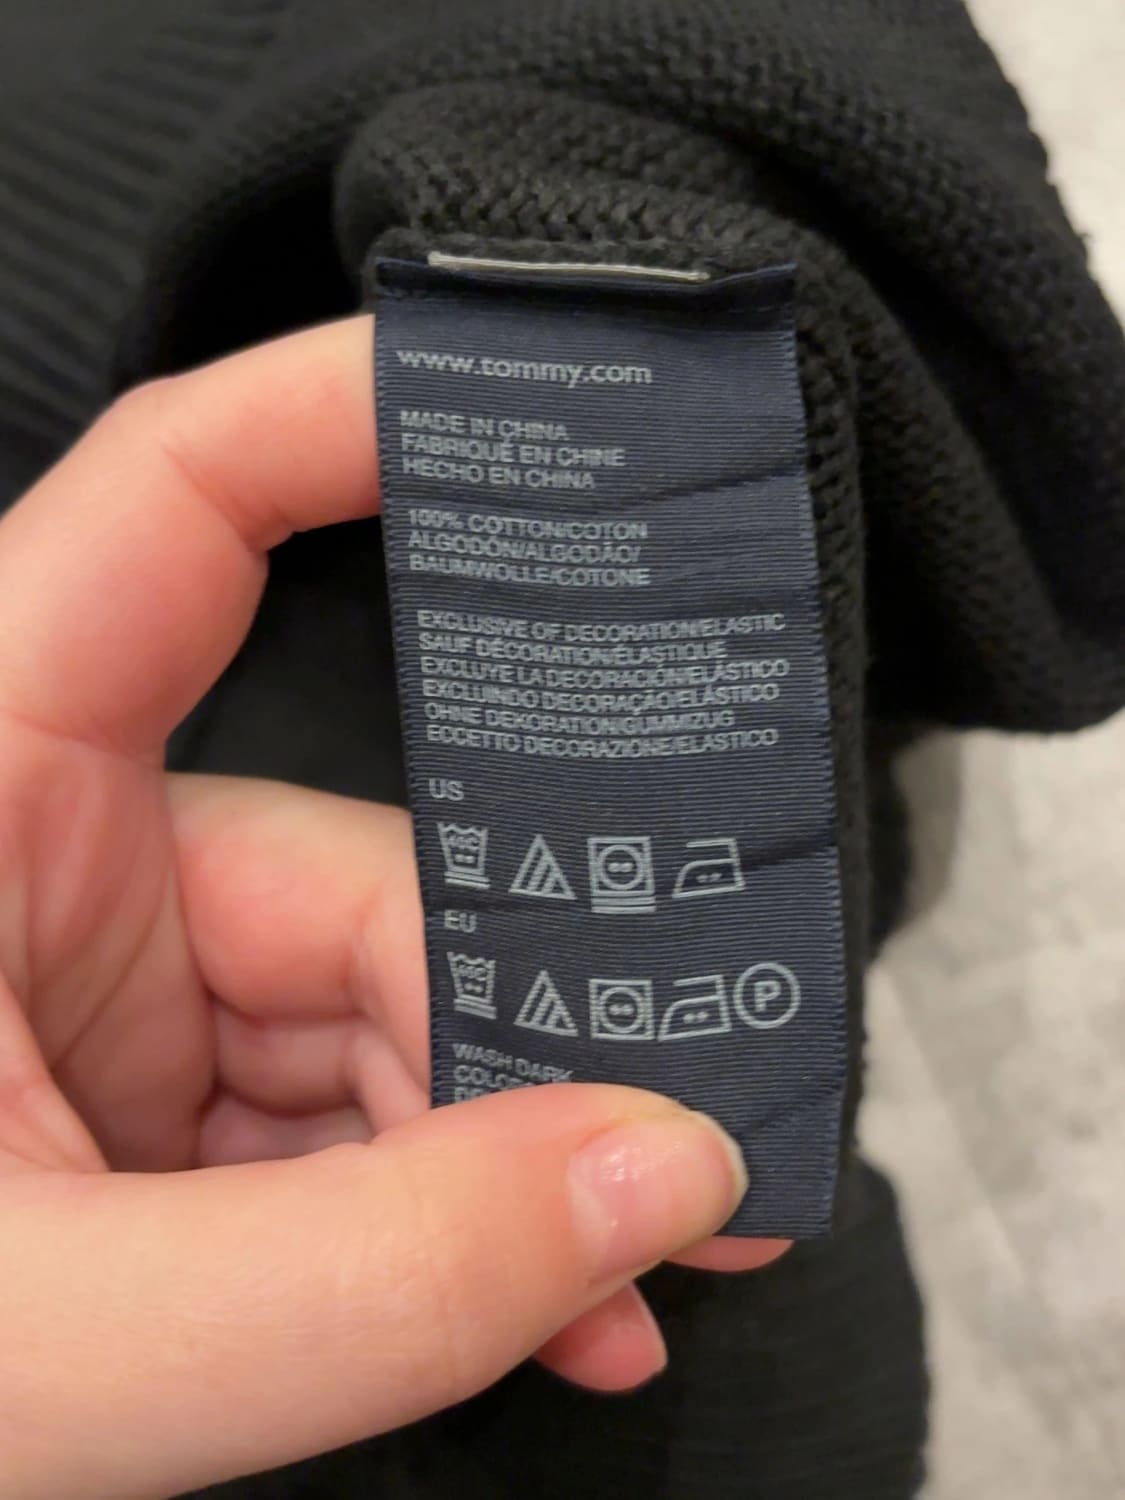 www.tommy.com
MADE IN CHINA
FABRIQUÉ EN CHINE
HECHO EN CHINA
100% COTTON/COTON
ALGODÓN/ALGODÃO/
BAUMWOLLE/COTONE
EXCLUSIVE OF DECORATION/ELASTIC
SAUF DÉCORATION/ÉLASTIQUE
EXCLUYE LA DECORACIÓN/ELÁSTICO
EXCLUINDO DECORAÇÃO/ELÁSTICO
OHNE DEKORATION/GUMMIZUG
ECCETTO DECORAZIONE/ELASTICO
US
EU
P
WASH DARK